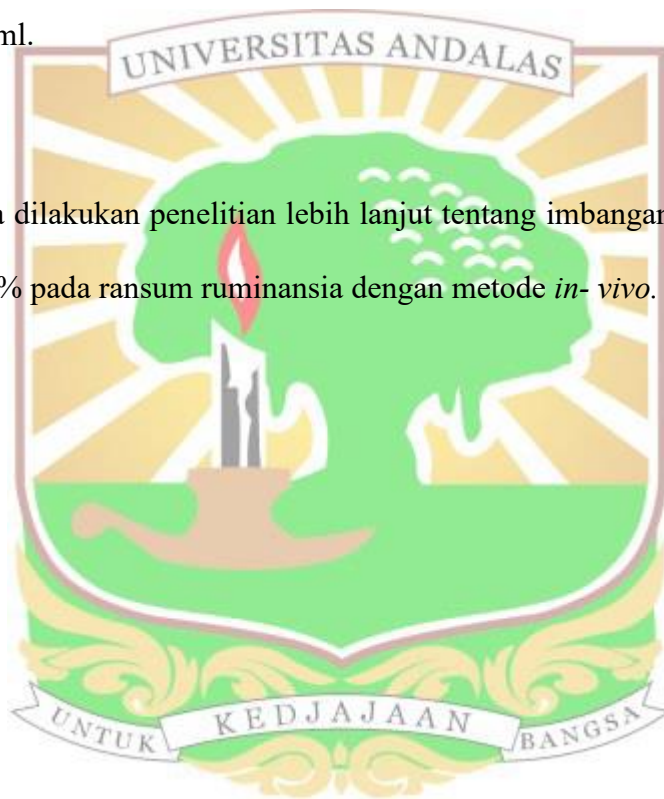 ml.
UNIVERSITAS ANDALAS
dilakukan penelitian lebih lanjut tentang imbangan
% pada ransum ruminansia dengan metode in- vivo.
UNTUK KEDJAJAAN BANGSA